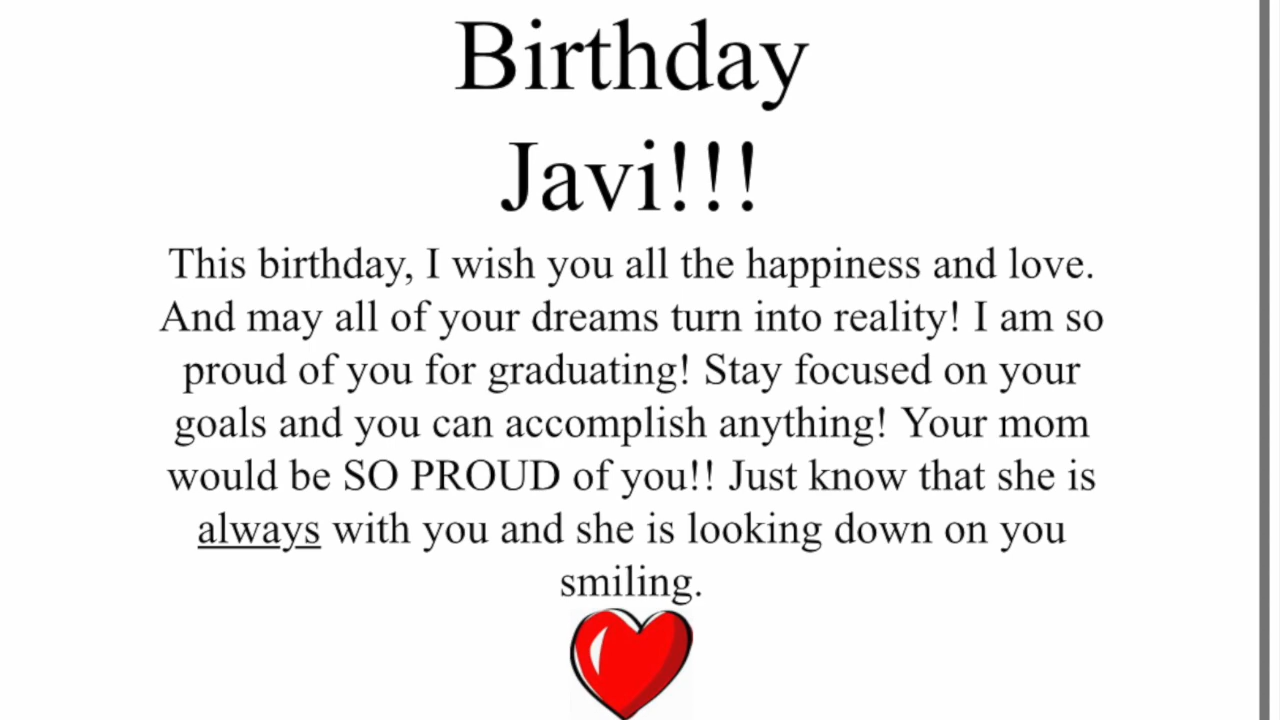 Birthday
Javi!!!
This birthday, I wish you all the happiness and love.
And may all of your dreams turn into reality! I am so
proud of you for graduating! Stay focused on your
goals and you can accomplish anything! Your mom
would be SO PROUD of you!! Just know that she is
always with you and she is looking down on you
smiling.